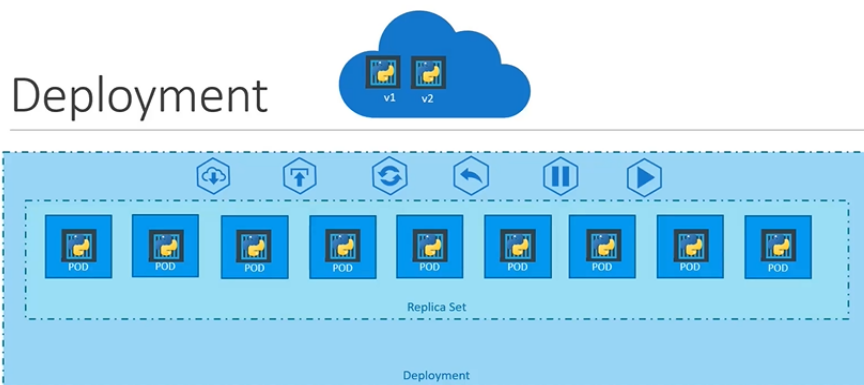 Deployment
v1 v2
POD POD POD POD POD POD POD POD POD
Replica Set
Deployment